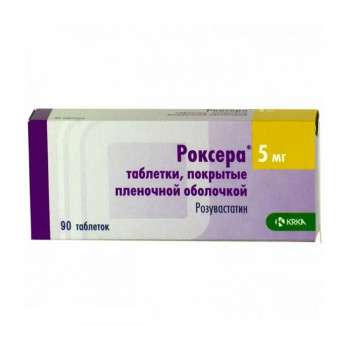 Роксера® 5 мг
таблетки, покрытые
пленочной оболочкой
Розувастатин
90 таблеток
KRKA